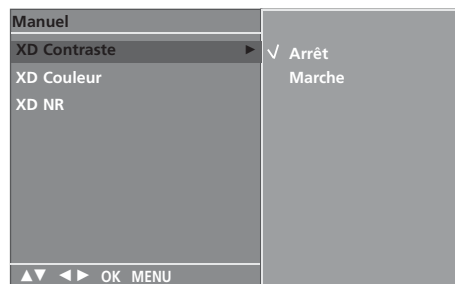 Manuel
XD Contraste ► √ Arrêt
XD Couleur Marche
XD NR
▲▼ ◄► OK MENU